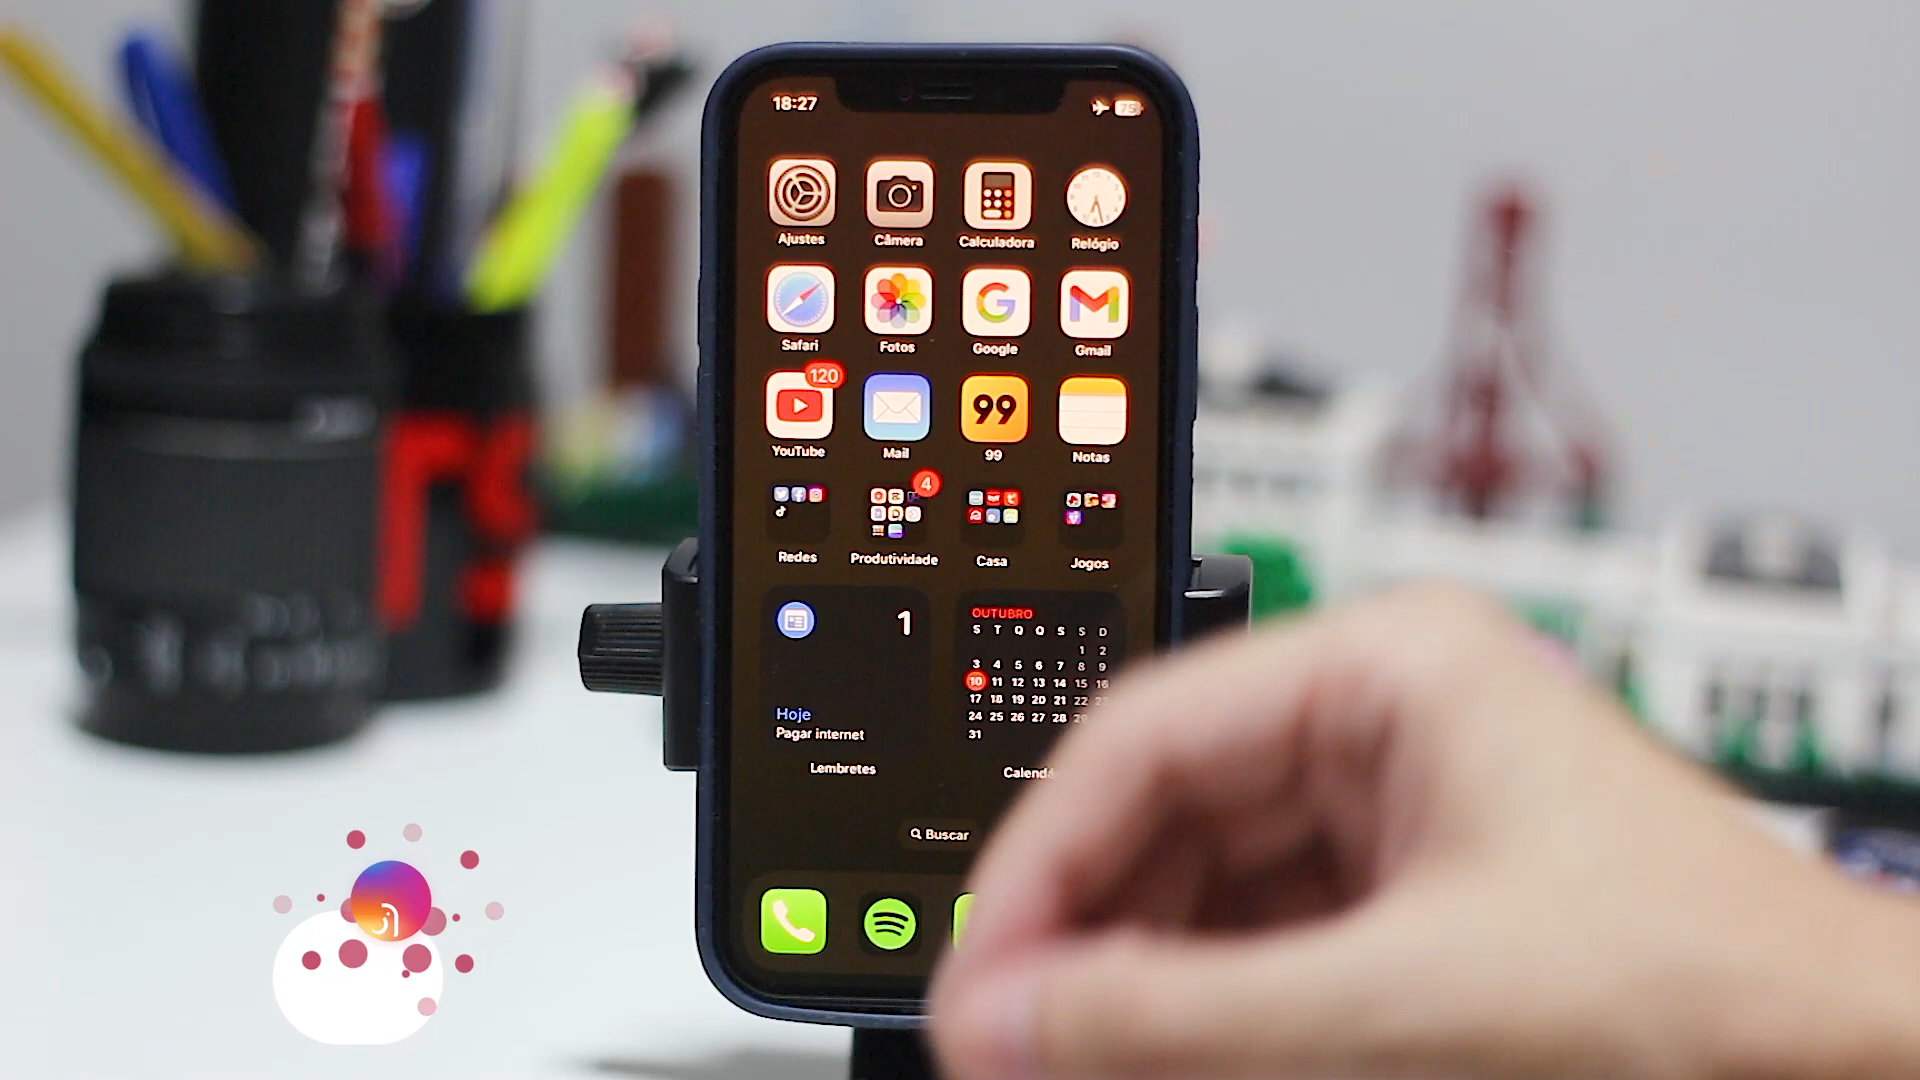 18:27
75
Ajustes
Câmera
Calculadora
Relógio
Safari
Fotos
Google
Gmail
120
YouTube
Mail
99
99
Notas
4
Redes
Produtividade
Casa
Jogos
1
Hoje
Pagar internet
Lembretes
OUTUBRO
S T Q Q S S D
1 2
3 4 5 6 7 8 9
10 11 12 13 14 15 16
17 18 19 20 21 22
24 25 26 27 28
31
Buscar